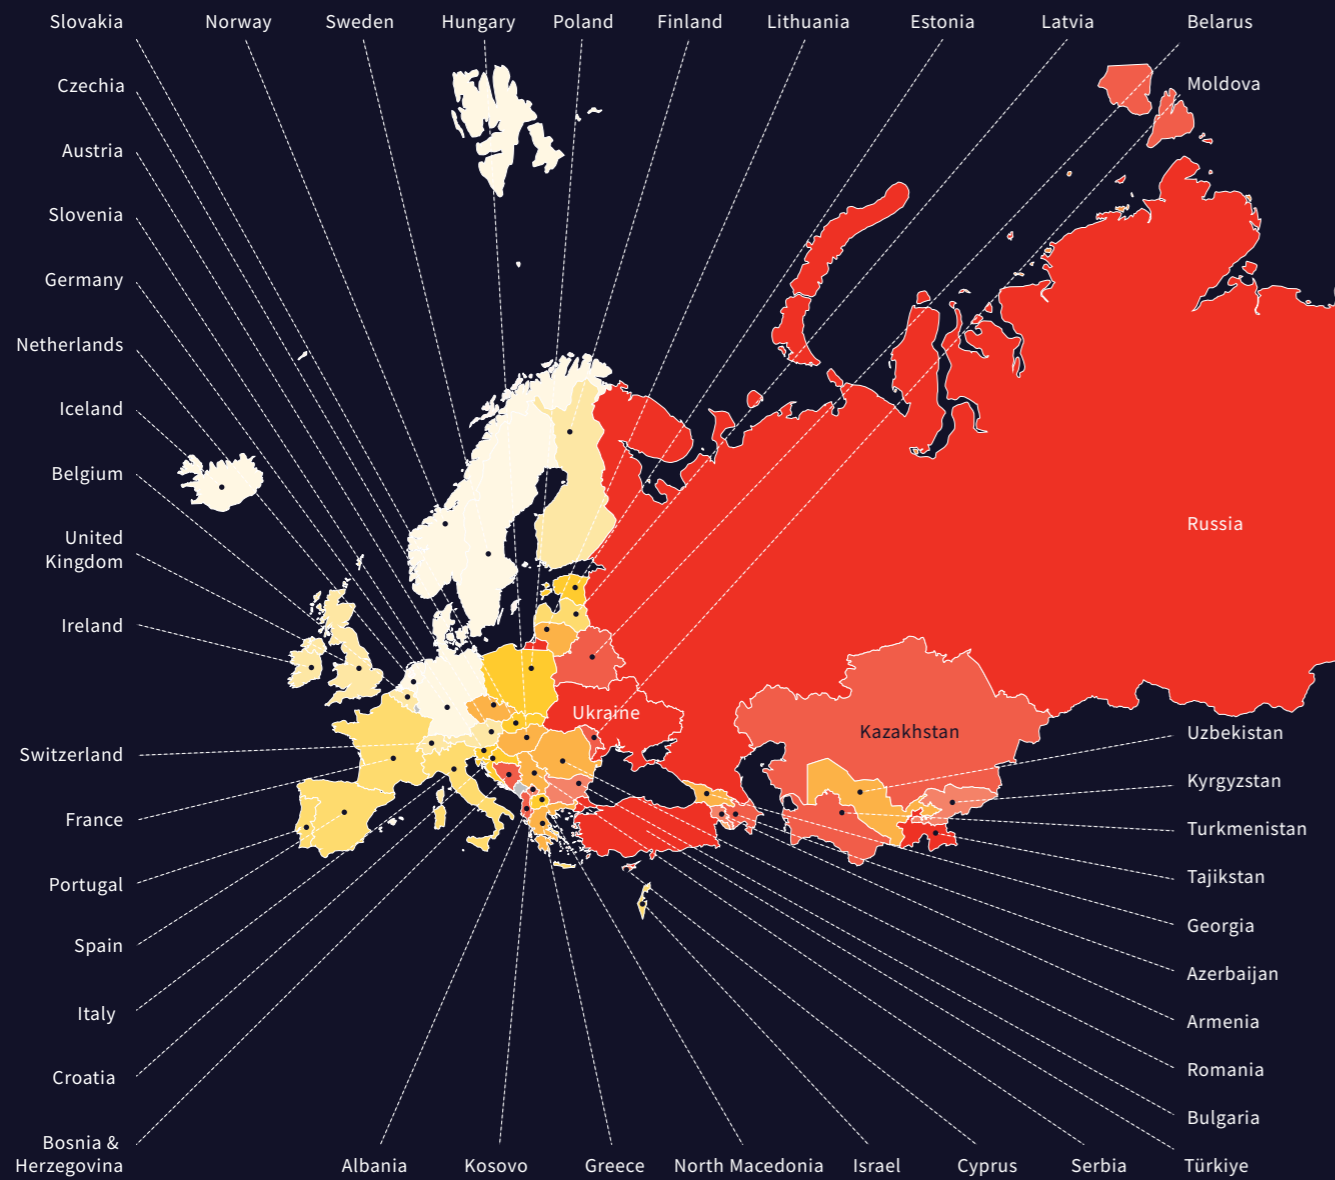 Slovakia
Norway
Sweden
Hungary
Poland
Finland
Lithuania
Estonia
Latvia
Belarus
Czechia
Moldova
Austria
Slovenia
Germany
Netherlands
Iceland
Belgium
United
Kingdom
Russia
Ireland
Ukraine
Kazakhstan
Uzbekistan
Switzerland
Kyrgyzstan
France
Turkmenistan
Portugal
Tajikstan
Georgia
Spain
Azerbaijan
Italy
Armenia
Romania
Croatia
Bulgaria
Bosnia &
Herzegovina
Albania
Kosovo
Greece
North Macedonia
Israel
Cyprus
Serbia
Türkiye